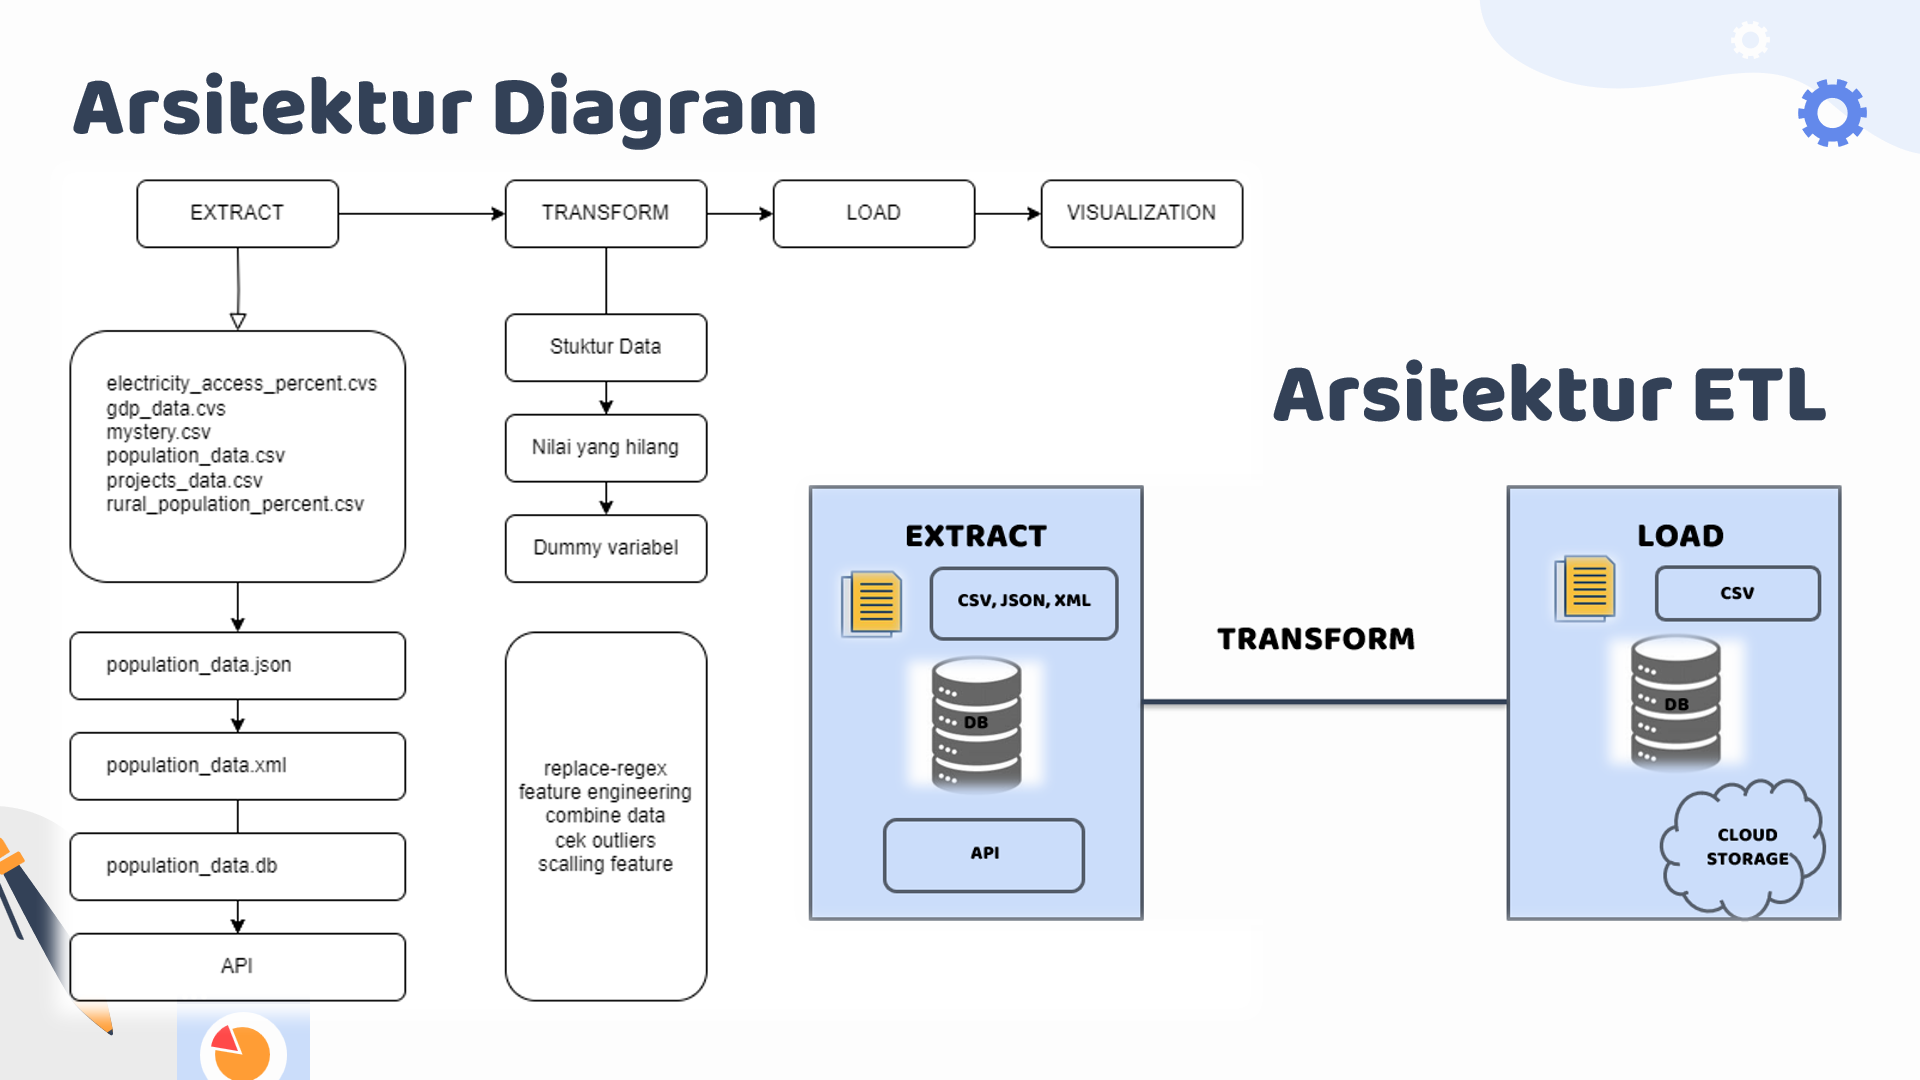 Arsitektur Diagram
EXTRACT
TRANSFORM
LOAD
VISUALIZATION
electricity_access_percent.cvs
gdp_data.cvs
mystery.csv
population_data.csv
projects_data.csv
rural_population_percent.csv
population_data.json
population_data.xml
population_data.db
API
Stuktur Data
Nilai yang hilang
Dummy variabel
replace-regex
feature engineering
combine data
cek outliers
scalling feature
Arsitektur ETL
EXTRACT
CSV, JSON, XML
DB
API
TRANSFORM
LOAD
CSV
DB
CLOUD
STORAGE